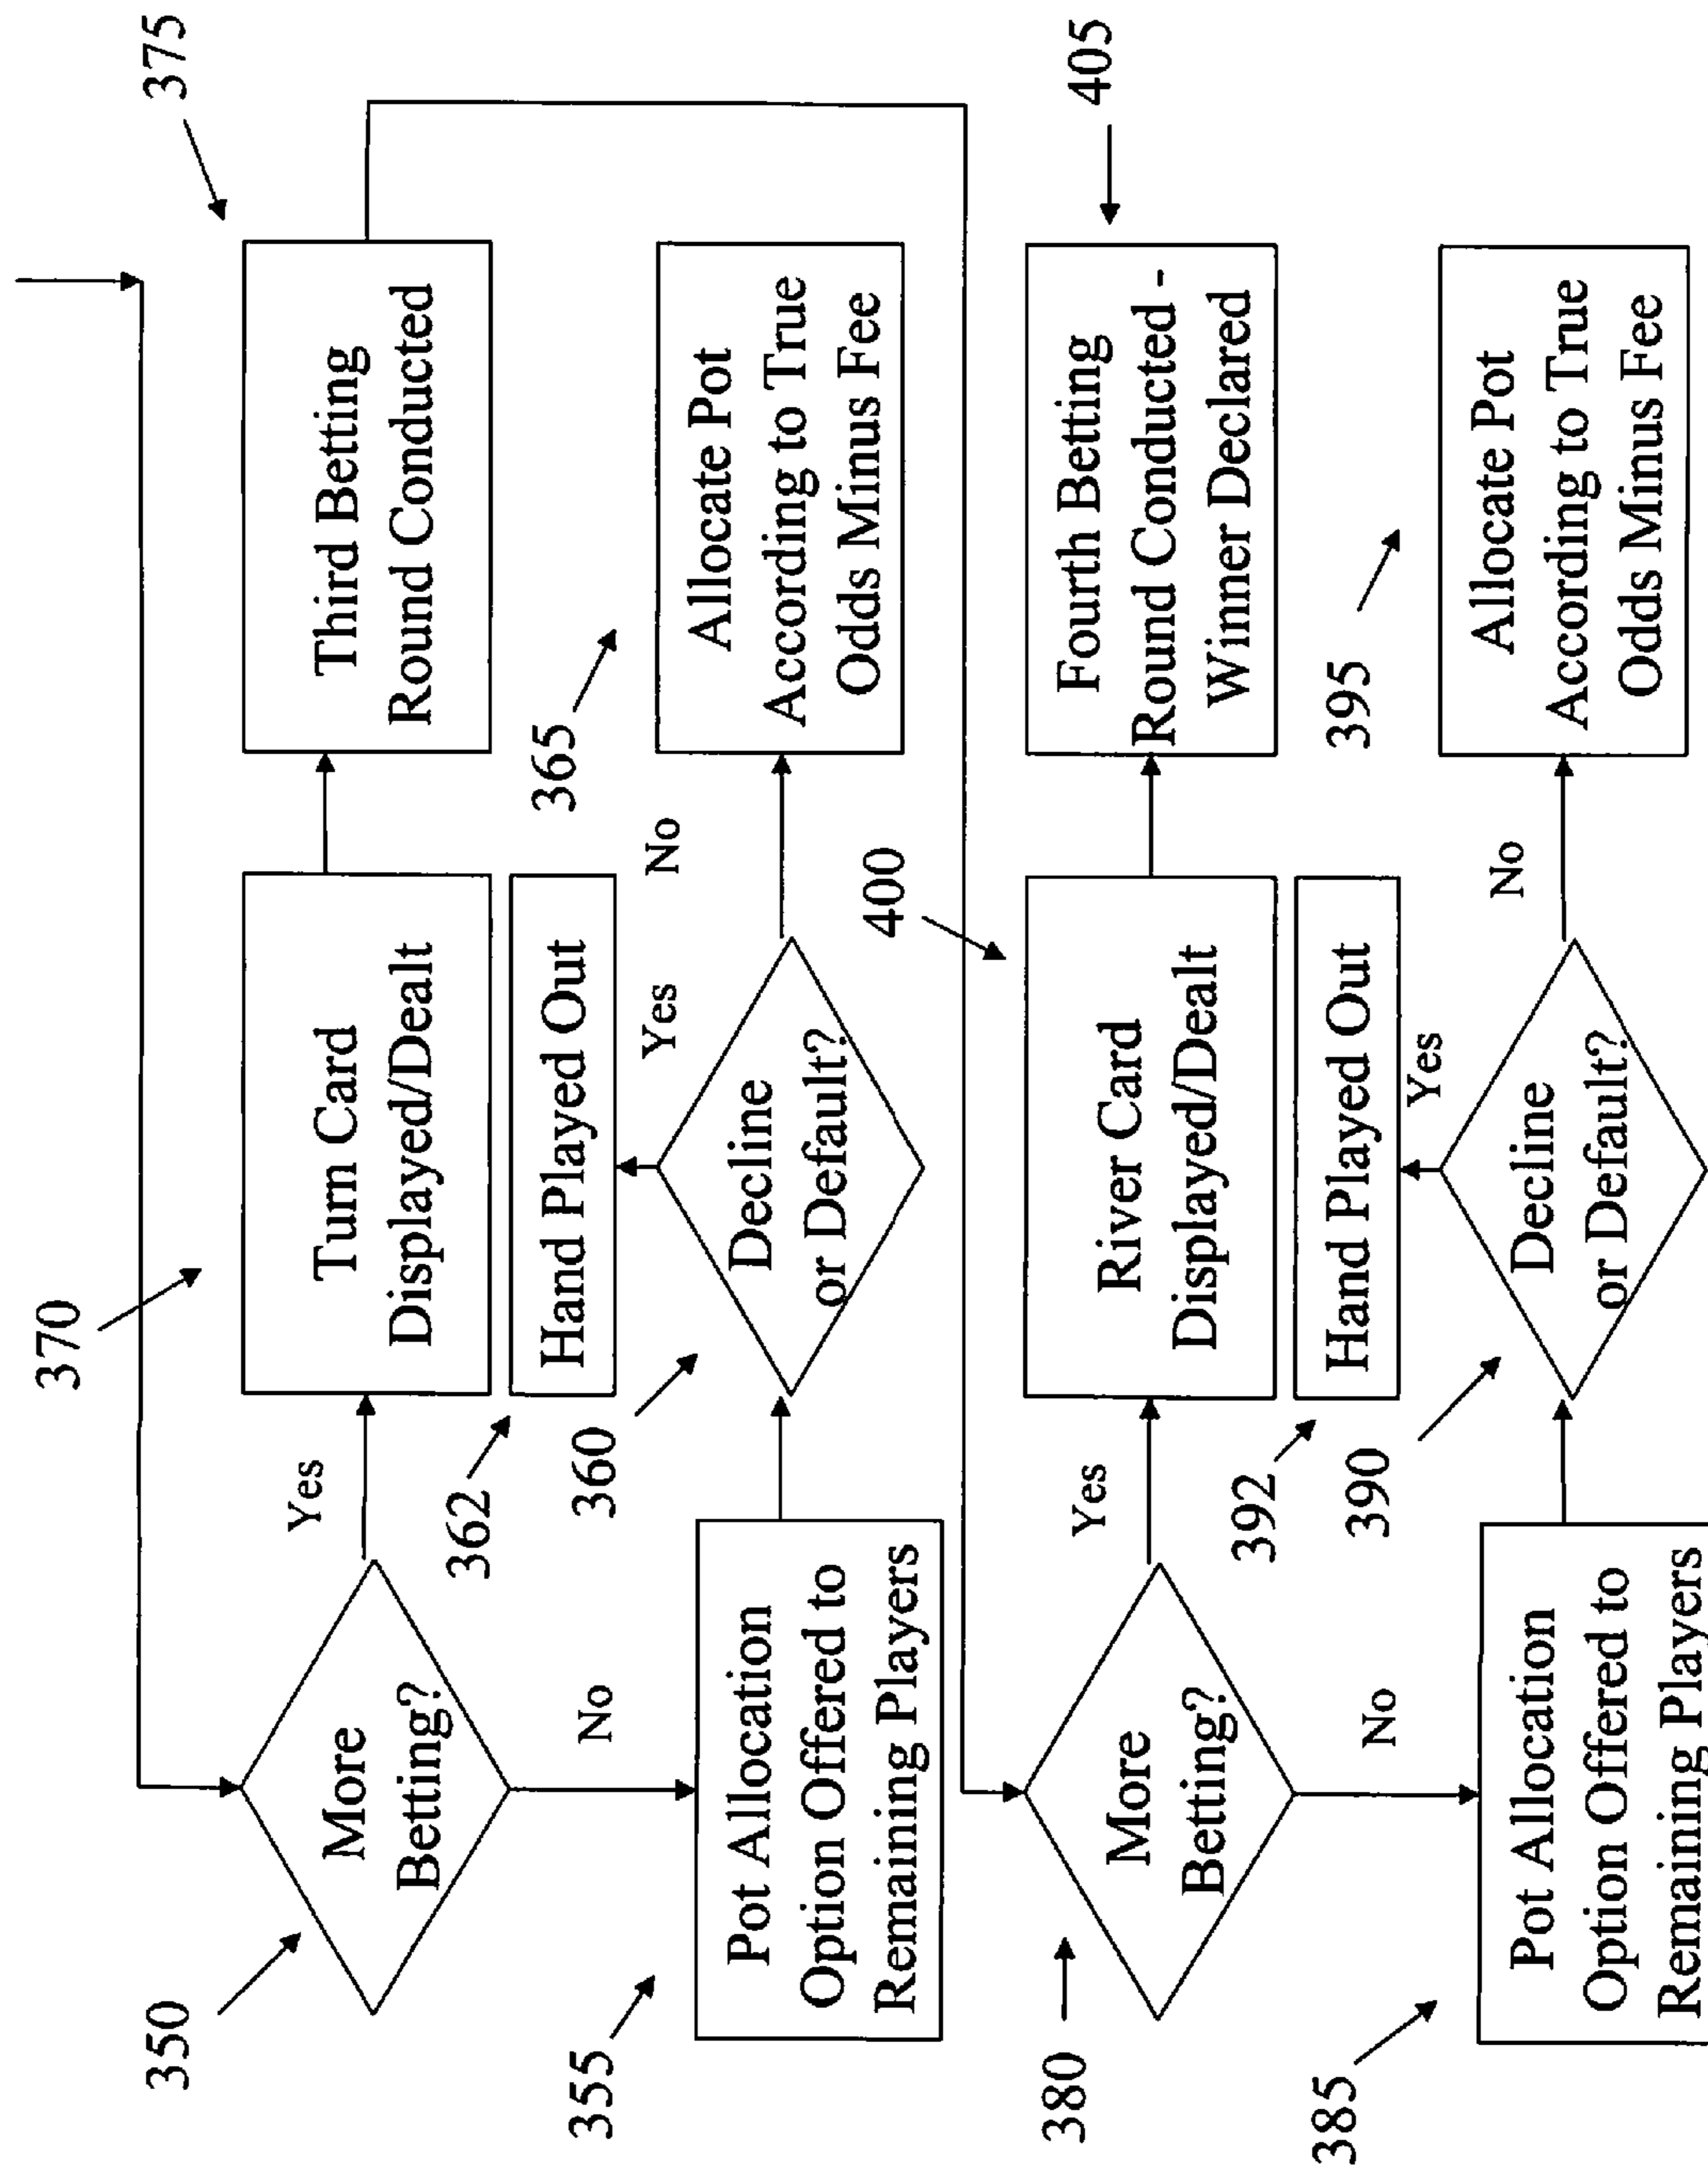 370
375
350
More
Betting?
Yes
Turn Card
Displayed/Dealt
Third Betting
Round Conducted
362
Hand Played Out
365
360
No
Yes
No
355
Pot Allocation
Option Offered to
Remaining Players
Decline
or Default?
Allocate Pot
According to True
Odds Minus Fee
400
405
380
More
Betting?
Yes
River Card
Displayed/Dealt
Fourth Betting
Round Conducted -
Winner Declared
392
Hand Played Out
395
390
No
Yes
No
385
Pot Allocation
Option Offered to
Remaining Players
Decline
or Default?
Allocate Pot
According to True
Odds Minus Fee